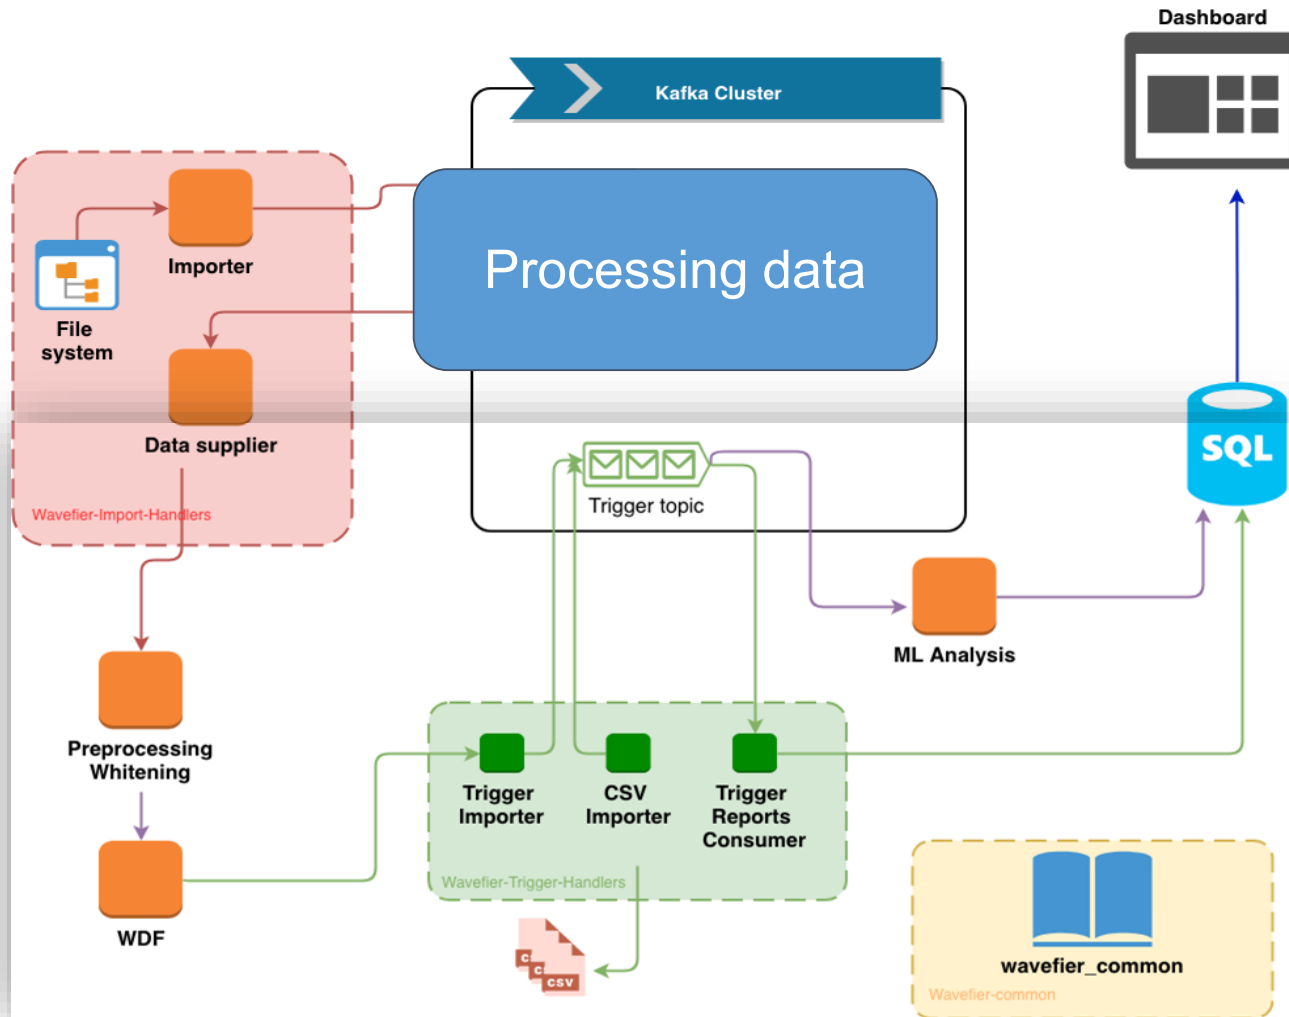 Dashboard
Kafka Cluster
Processing data
Importer
File
system
Data supplier
Wavefier-Import-Handlers
Trigger topic
SQL
ML Analysis
Preprocessing
Whitening
Trigger
Importer
CSV
Importer
Trigger
Reports
Consumer
Wavefier-Trigger-Handlers
WDF
c
c
csv
wavefier_common
Wavefier-common